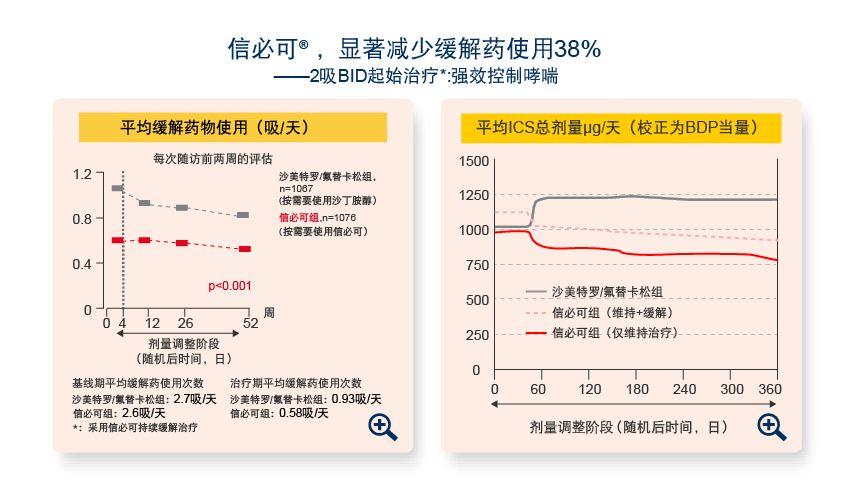 信必可®，显著减少缓解药使用38%
——2吸BID起始治疗*:强效控制哮喘
平均缓解药物使用（吸/天）
每次随访前两周的评估
1.2
0.8
0.4
0
沙美特罗/氟替卡松组，
n=1067
（按需要使用沙丁胺醇）
信必可组,n=1076
（按需要使用信必可）
p<0.001
0 4 12 26 52 周
剂量调整阶段
（随机后时间，日）
基线期平均缓解药使用次数
沙美特罗/氟替卡松组：2.7吸/天
信必可组：2.6吸/天
*：采用信必可持续缓解治疗
治疗期平均缓解药使用次数
沙美特罗/氟替卡松组：0.93吸/天
信必可组：0.58吸/天
平均ICS总剂量μg/天（校正为BDP当量）
1500
1250
1000
750
500
250
0
沙美特罗/氟替卡松组
信必可组（维持+缓解）
信必可组（仅维持治疗）
0 60 120 180 240 300 360
剂量调整阶段（随机后时间，日）